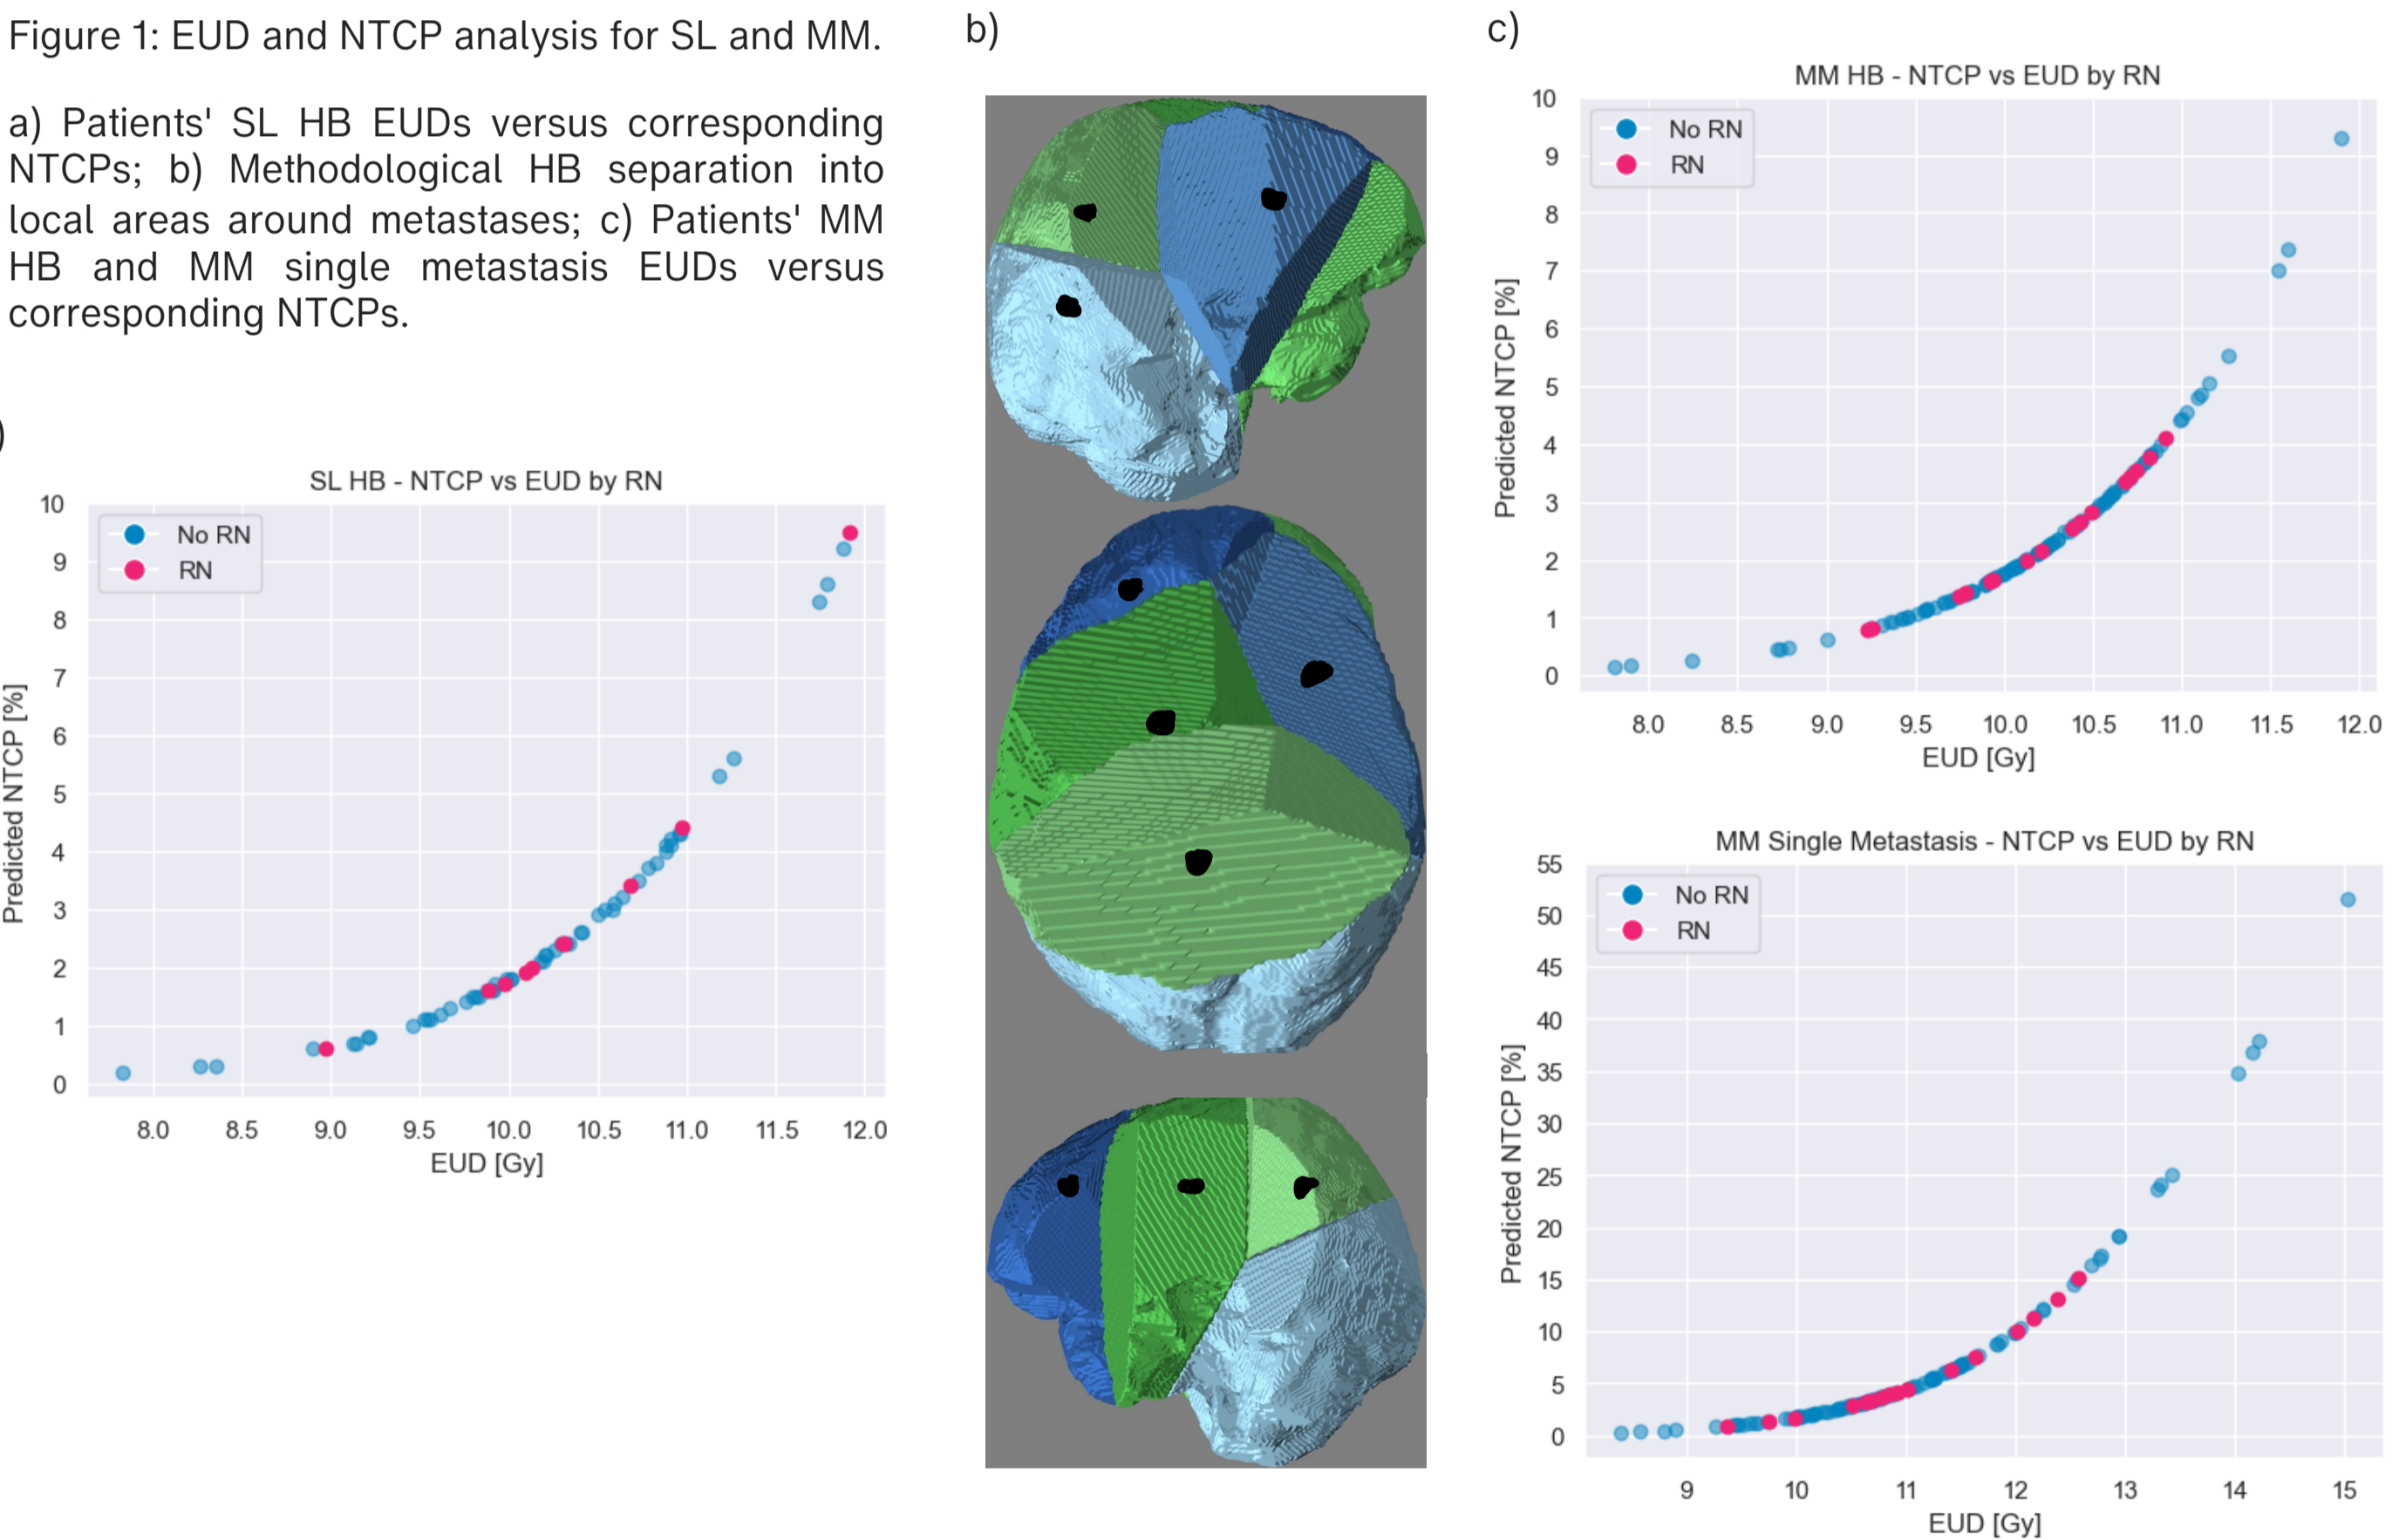 Figure 1: EUD and NTCP analysis for SL and MM.
a) Patients' SL HB EUDs versus corresponding
NTCPs; b) Methodological HB separation into
local areas around metastases; c) Patients' MM
HB and MM single metastasis EUDs versus
corresponding NTCPs.
)
SL HB - NTCP vs EUD by RN
No RN
RN
Predicted NTCP [%]
10
9
8
7
6
5
4
3
2
1
0
8.0 8.5 9.0 9.5 10.0 10.5 11.0 11.5 12.0
EUD [Gy]
b)
c)
MM HB - NTCP vs EUD by RN
No RN
RN
Predicted NTCP [%]
10
9
8
7
6
5
4
3
2
1
0
8.0 8.5 9.0 9.5 10.0 10.5 11.0 11.5 12.0
EUD [Gy]
MM Single Metastasis - NTCP vs EUD by RN
No RN
RN
Predicted NTCP [%]
55
50
45
40
35
30
25
20
15
10
5
0
9 10 11 12 13 14 15
EUD [Gy]